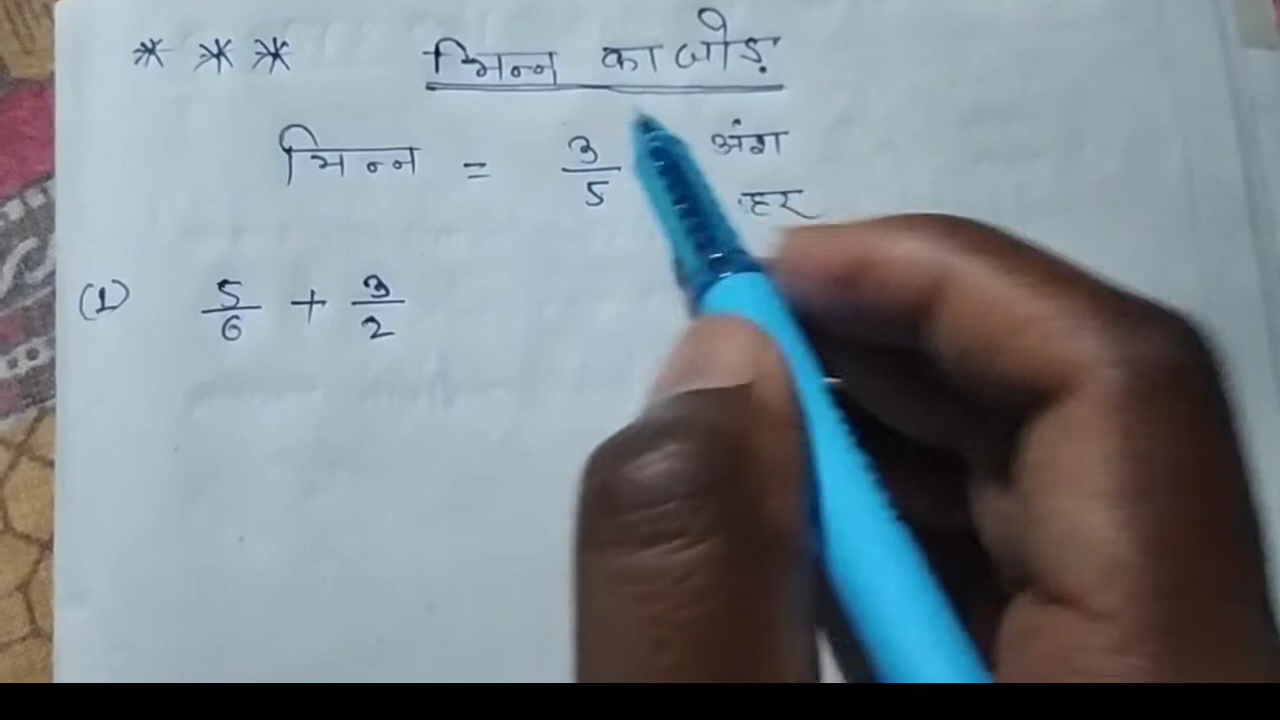 *** भिन्न का जोड़
भिन्न = 3/5 अंश
हर
(1) 5/6 + 3/2